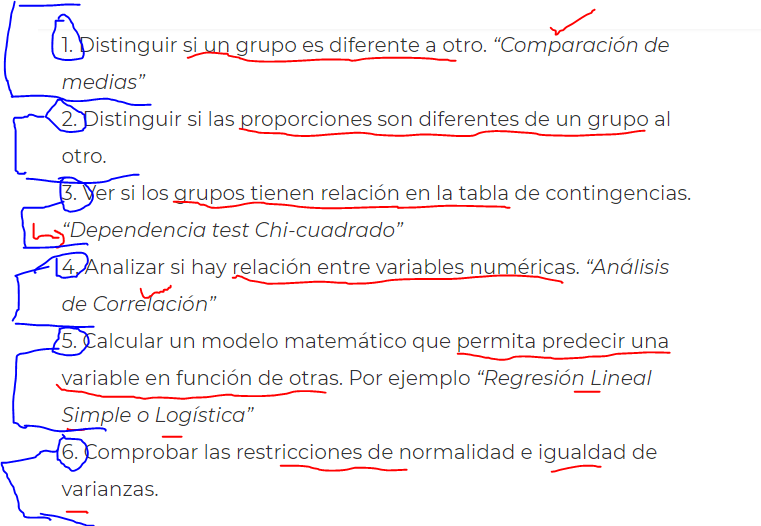 1. Distinguir si un grupo es diferente a otro. “Comparación de
medias”
2. Distinguir si las proporciones son diferentes de un grupo al
otro.
3. Ver si los grupos tienen relación en la tabla de contingencias.
“Dependencia test Chi-cuadrado”
4. Analizar si hay relación entre variables numéricas. “Análisis
de Correlación”
5. Calcular un modelo matemático que permita predecir una
variable en función de otras. Por ejemplo “Regresión Lineal
Simple o Logística”
6. Comprobar las restricciones de normalidad e igualdad de
varianzas.